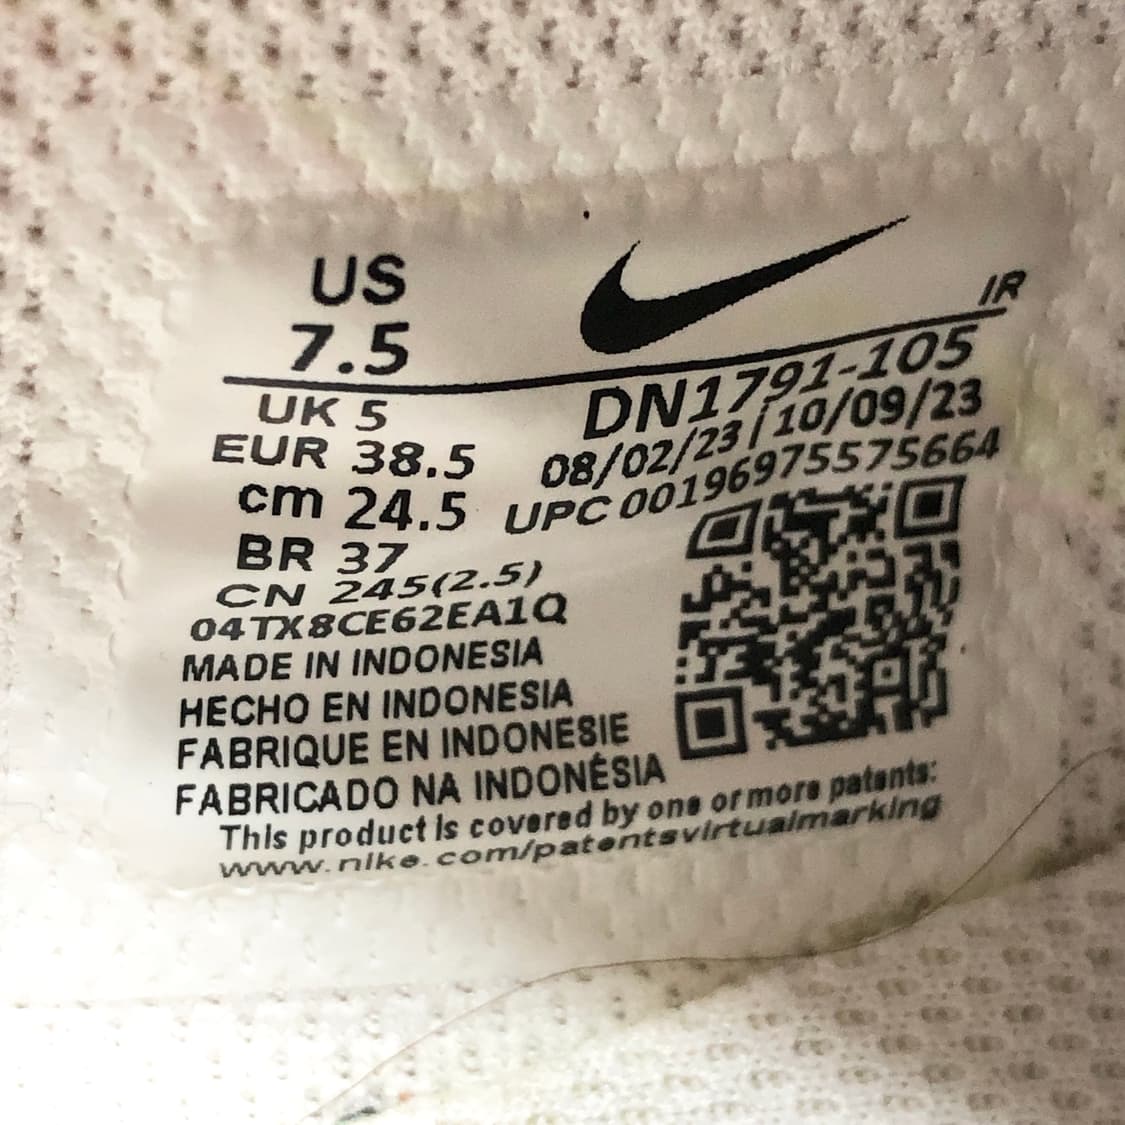 US
7.5
IR
UK 5
EUR 38.5
cm 24.5
BR 37
CN 245(2.5)
DN1791-105
08/02/23 / 10/09/23
UPC 00196975575664
04TX8CE62EA1Q
MADE IN INDONESIA
HECHO EN INDONESIA
FABRIQUE EN INDONESIE
FABRICADO NA INDONÉSIA
This product is covered by one or more patents:
www.nike.com/patentsvirtualmarking